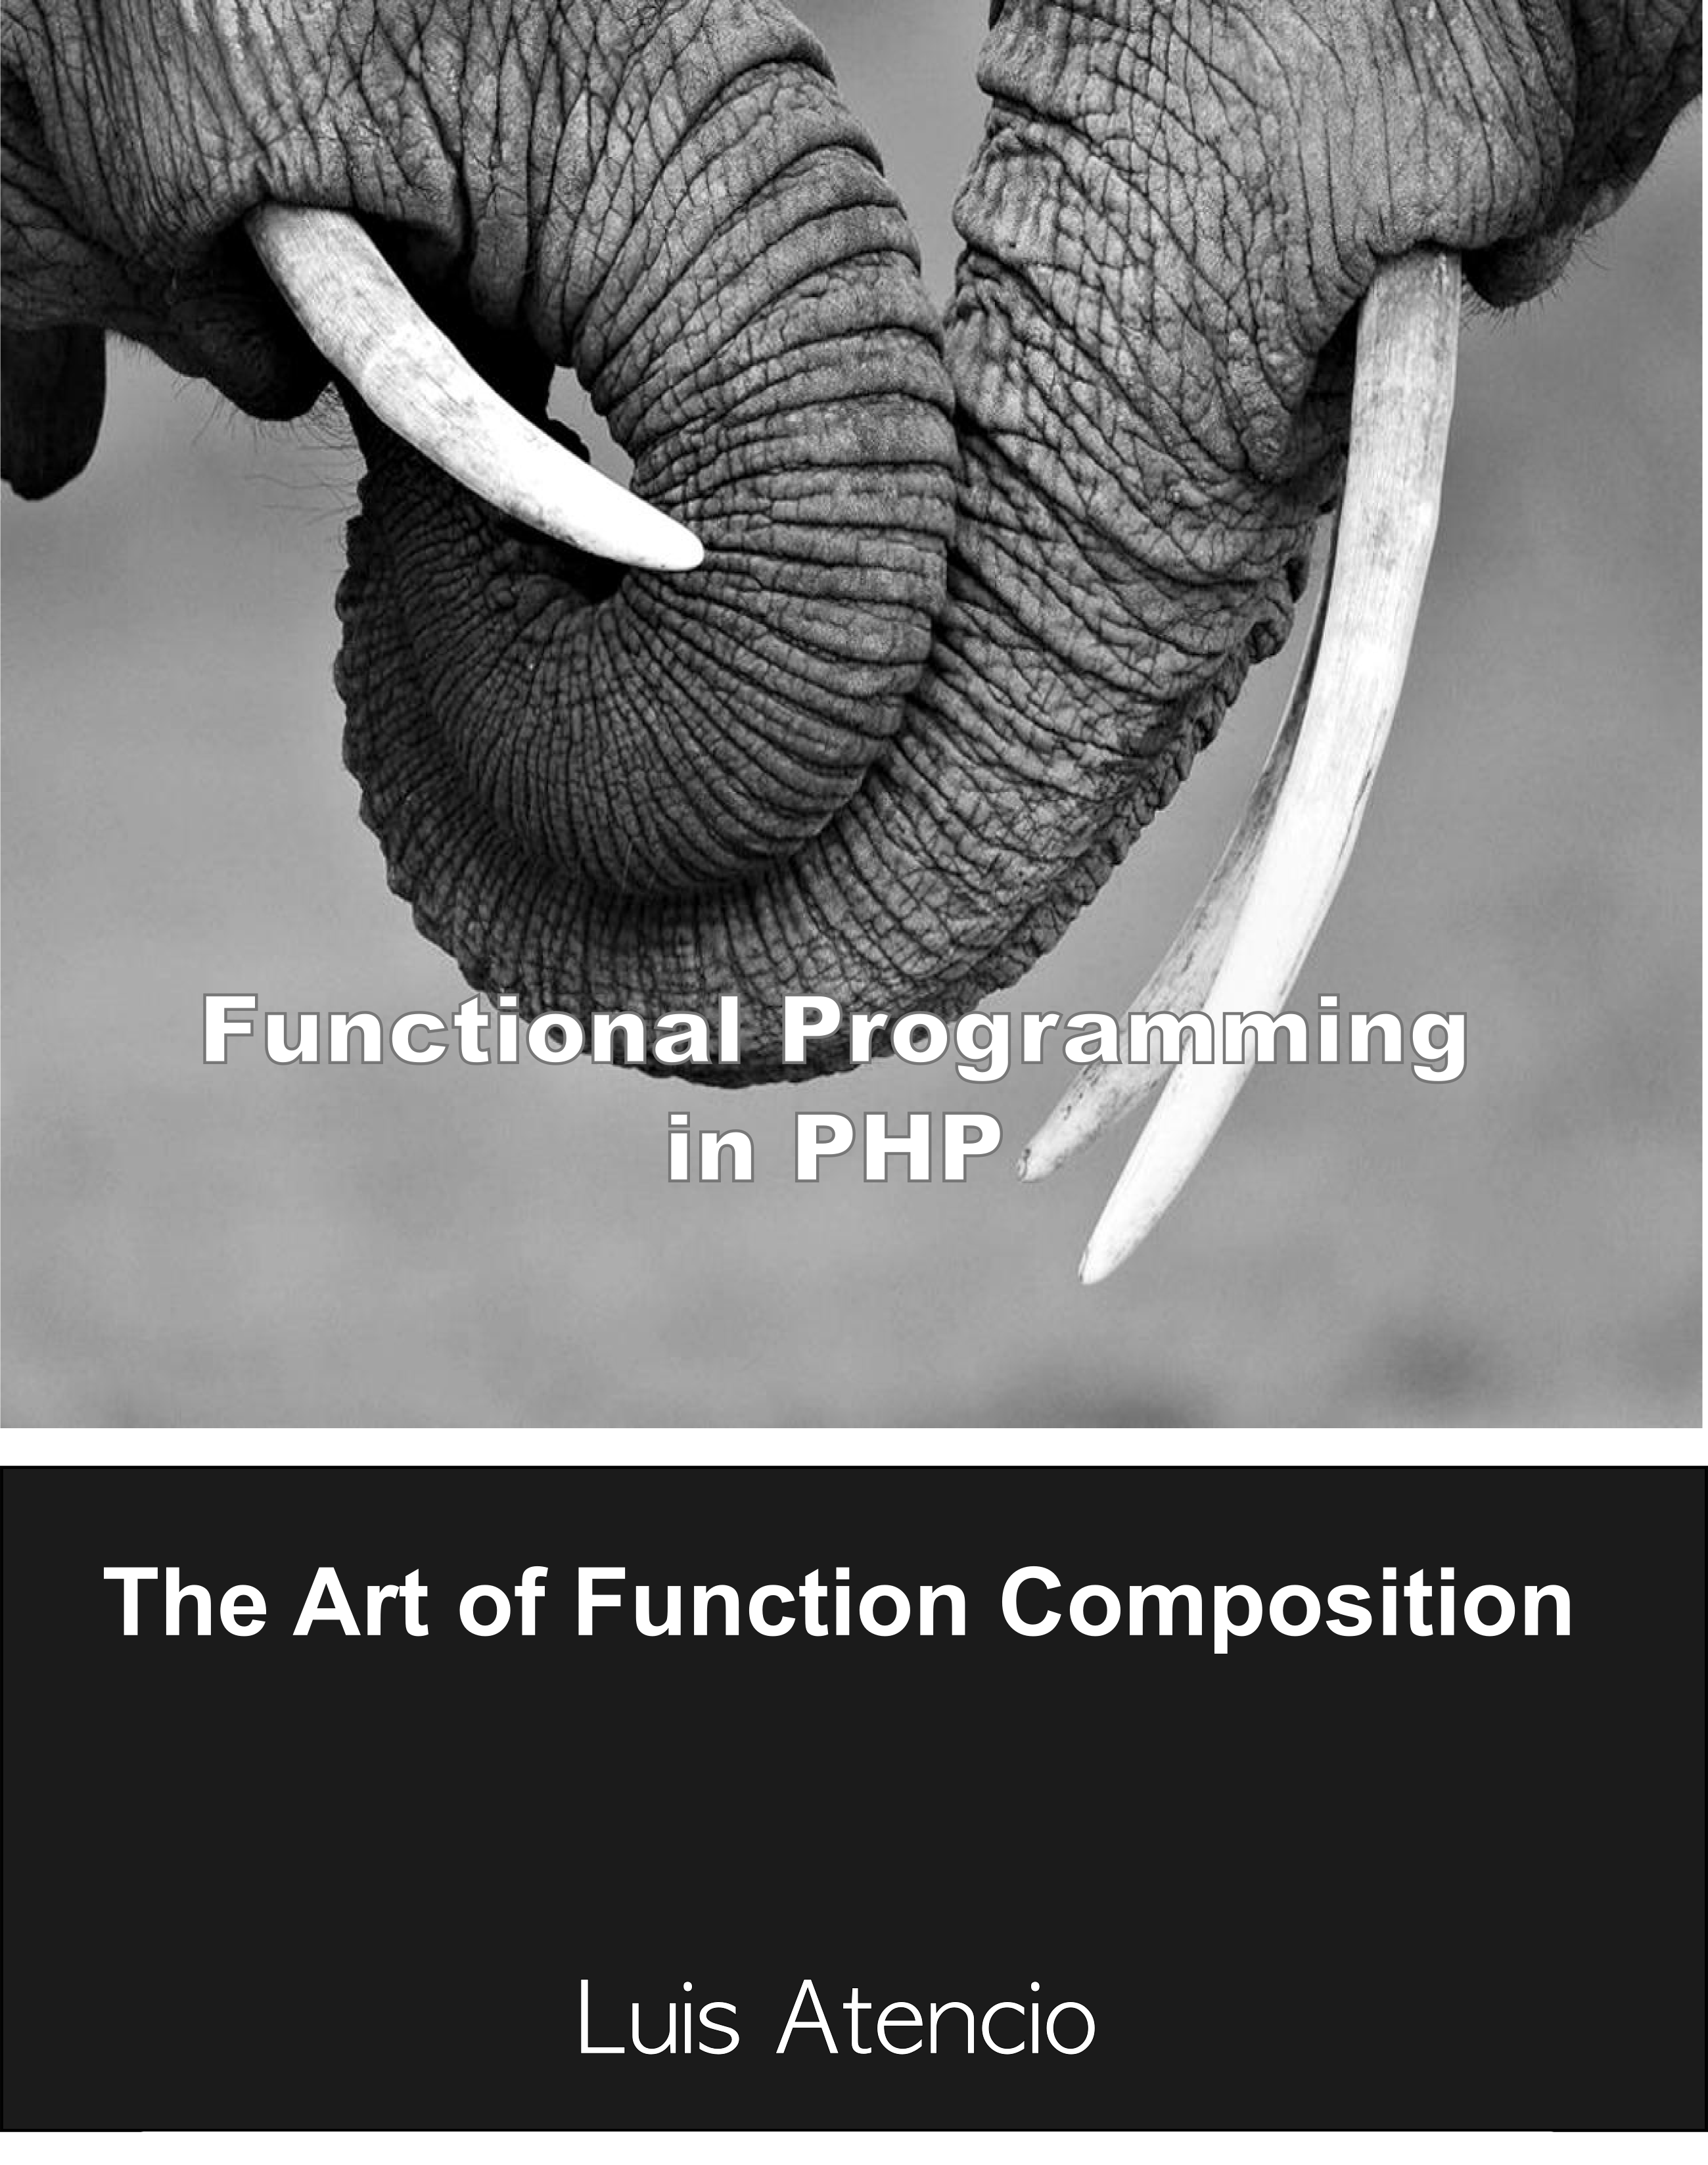 Functional Programming
in PHP
The Art of Function Composition
Luis Atencio